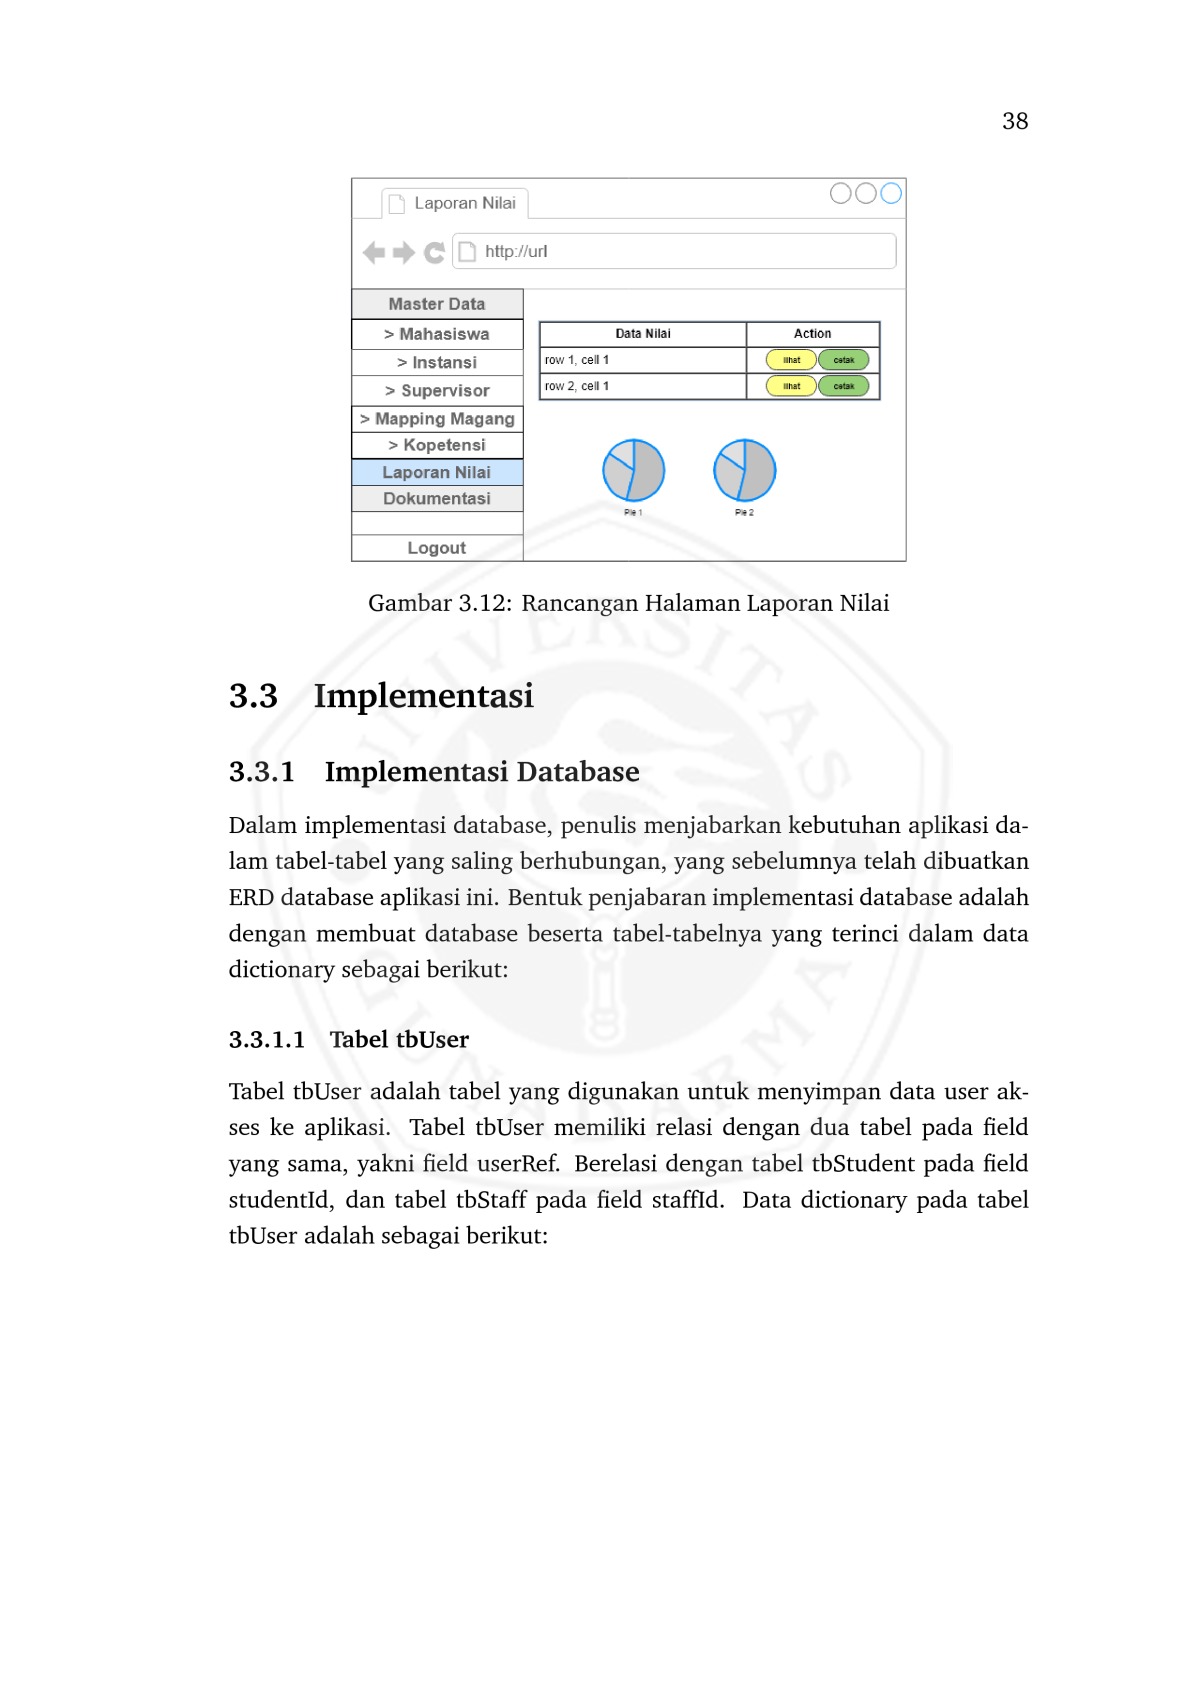 38
Laporan Nilai
http://url
Master Data
> Mahasiswa
> Instansi
> Supervisor
> Mapping Magang
> Kopetensi
Laporan Nilai
Dokumentasi
Logout
Data Nilai Action
row 1, cell 1 lihat cetak
row 2, cell 1 lihat cetak
Pie 1 Pie 2
Gambar 3.12: Rancangan Halaman Laporan Nilai
3.3 Implementasi
3.3.1 Implementasi Database
Dalam implementasi database, penulis menjabarkan kebutuhan aplikasi da-
lam tabel-tabel yang saling berhubungan, yang sebelumnya telah dibuatkan
ERD database aplikasi ini. Bentuk penjabaran implementasi database adalah
dengan membuat database beserta tabel-tabelnya yang terinci dalam data
dictionary sebagai berikut:
3.3.1.1 Tabel tbUser
Tabel tbUser adalah tabel yang digunakan untuk menyimpan data user ak-
ses ke aplikasi. Tabel tbUser memiliki relasi dengan dua tabel pada field
yang sama, yakni field userRef. Berelasi dengan tabel tbStudent pada field
studentId, dan tabel tbStaff pada field staffId. Data dictionary pada tabel
tbUser adalah sebagai berikut:
UNIVERSITAS
BUNADARMA